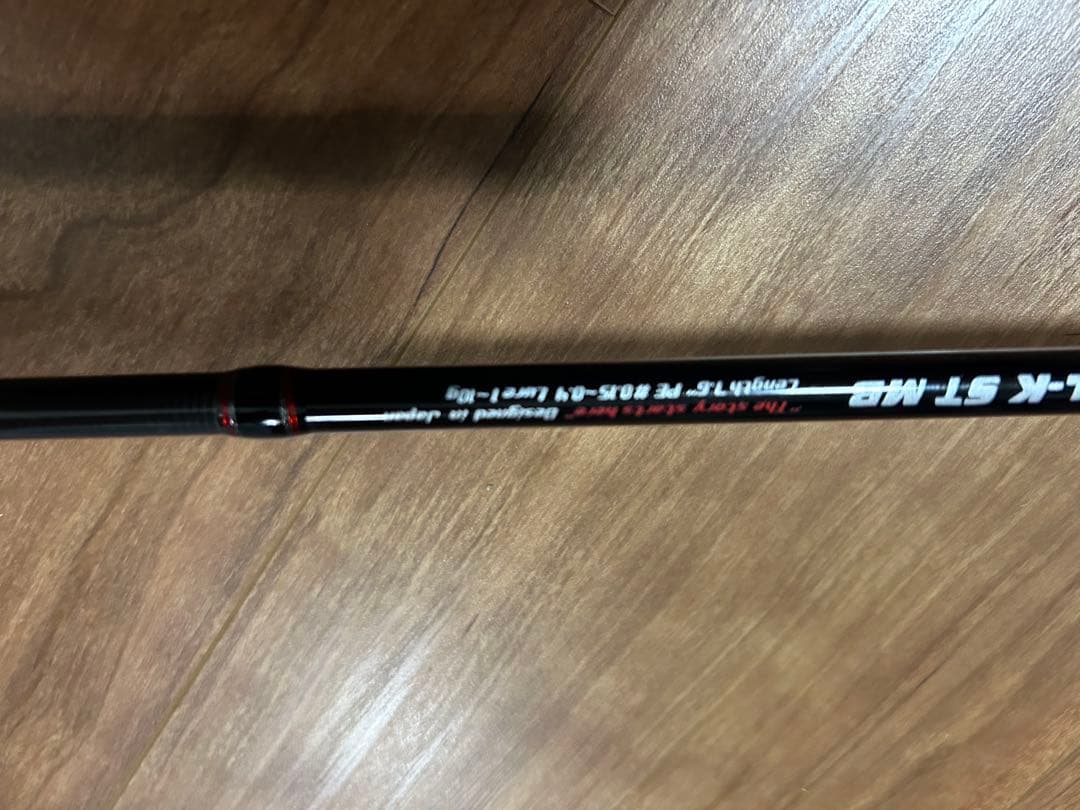 L-K ST-MB
"The story starts here" Designed in Japan
Length 7.6" PE #0.15~0.4 Lure 1~10g